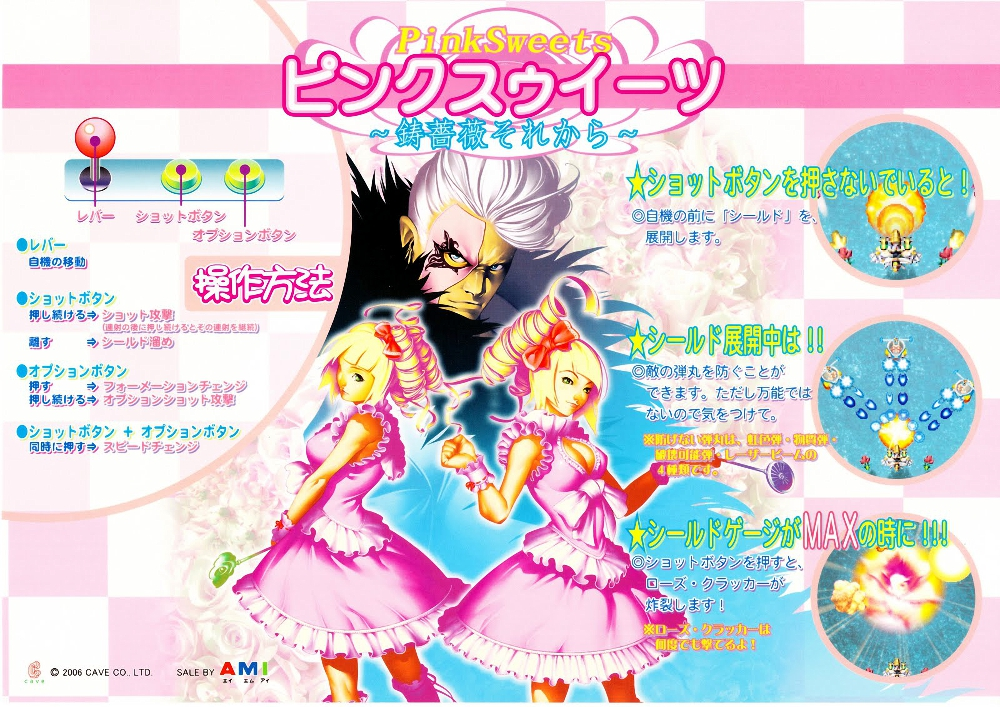 PinkSweets
ピンクスゥイーツ
～鋳薔薇それから～
レバー
ショットボタン
オプションボタン
操作方法
●レバー
自機の移動
●ショットボタン
押し続ける⇒ ショット攻撃!
(連射の後に押し続けるとその連射を継続)
離す ⇒ シールド溜め
●オプションボタン
押す ⇒ フォーメーションチェンジ
押し続ける⇒ オプションショット攻撃!
●ショットボタン + オプションボタン
同時に押す⇒ スピードチェンジ
★ショットボタンを押さないでいると!
◎自機の前に「シールド」を、
展開します。
★シールド展開中は!!
◎敵の弾丸を防ぐことが
できます。ただし万能では
ないので気をつけて。
※防げない弾丸は、虹色弾・物質弾・
破壊可能弾・レーザービームの
4種類です。
★シールドゲージがMAXの時に!!!
◎ショットボタンを押すと、
ローズ・クラッカーが
炸裂します!
※ローズ・クラッカーは
何度でも撃てるよ!
cave
© 2006 CAVE CO., LTD.
SALE BY AMI
エイ エム アイ